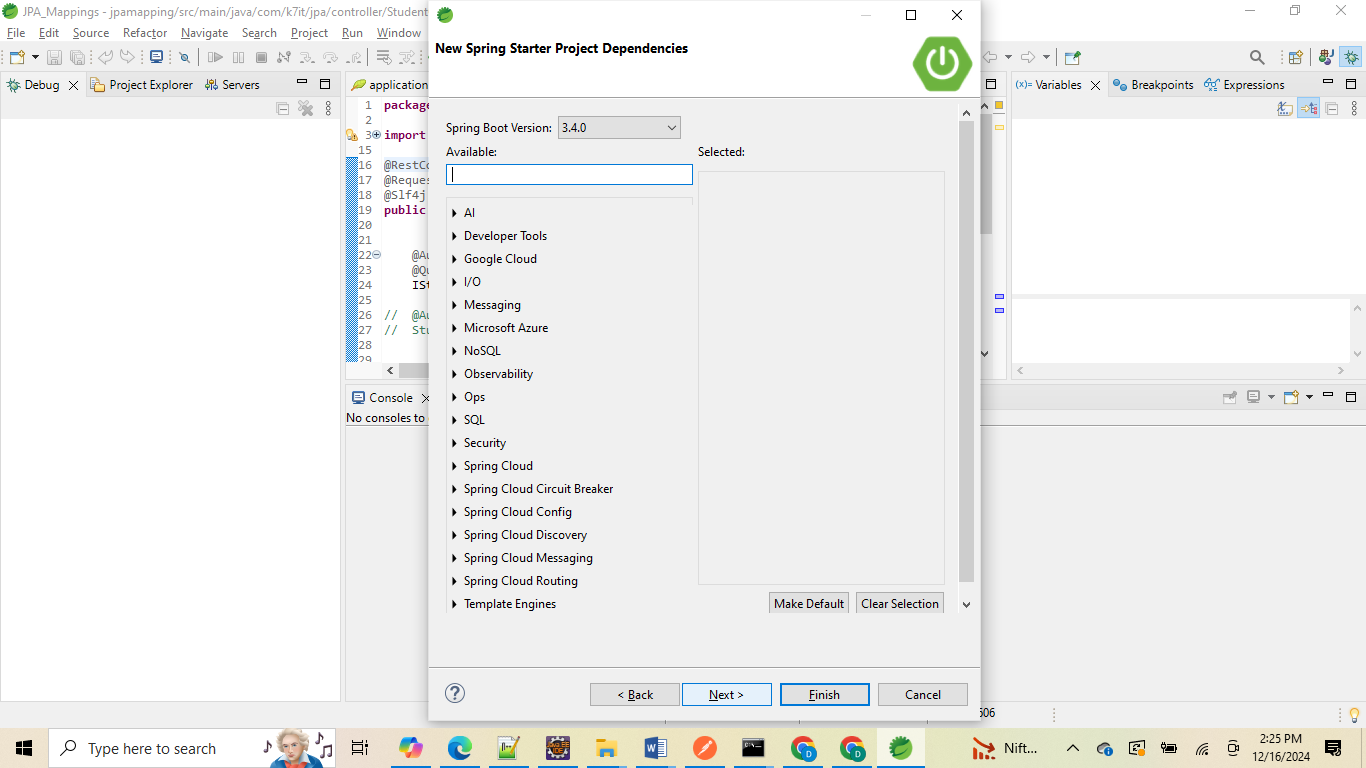 JPA_Mappings - jpamapping/src/main/java/com/k7it/jpa/controller/Student
File Edit Source Refactor Navigate Search Project Run Window
Debug Project Explorer Servers
application
1 package
2
3 import
15
16 @RestCo
17 @Reques
18 @Slf4j
19 public
20
21
22 @Au
23 @Qu
24 ISt
25
26 // @Au
27 // Stu
28
29
Console
No consoles to
New Spring Starter Project Dependencies
Spring Boot Version: 3.4.0
Available: Selected:
AI
Developer Tools
Google Cloud
I/O
Messaging
Microsoft Azure
NoSQL
Observability
Ops
SQL
Security
Spring Cloud
Spring Cloud Circuit Breaker
Spring Cloud Config
Spring Cloud Discovery
Spring Cloud Messaging
Spring Cloud Routing
Template Engines
Make Default Clear Selection
? < Back Next > Finish Cancel
(x)= Variables Breakpoints Expressions
606
Type here to search
Nift...
2:25 PM
12/16/2024